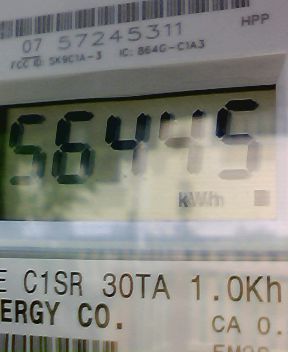 HPP
07 57245311
FCC ID: SK9C1A-3 IC: 864G-C1A3
56445
kWh
E C1SR 30TA 1.0Kh
ERGY CO.
CA 0.